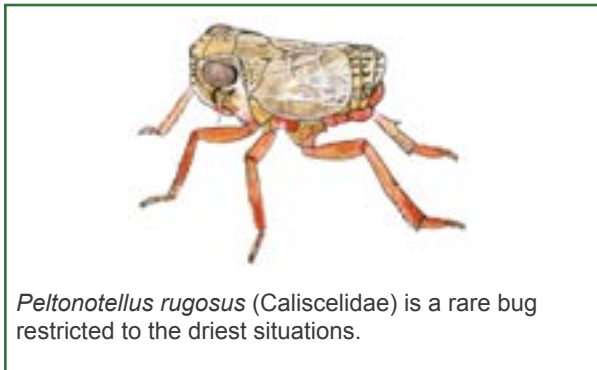 Peltonotellus rugosus (Caliscelidae) is a rare bug
restricted to the driest situations.